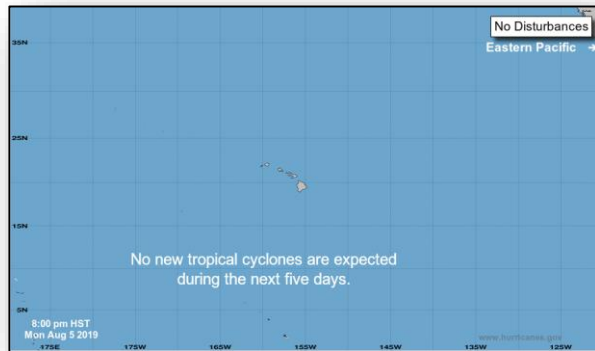 No Disturbances
Eastern Pacific →
35N
25N
15N
No new tropical cyclones are expected
during the next five days.
5N
8:00 pm HST
Mon Aug 5 2019
www.hurricanes.gov
175E
175W
165W
155W
145W
135W
125W